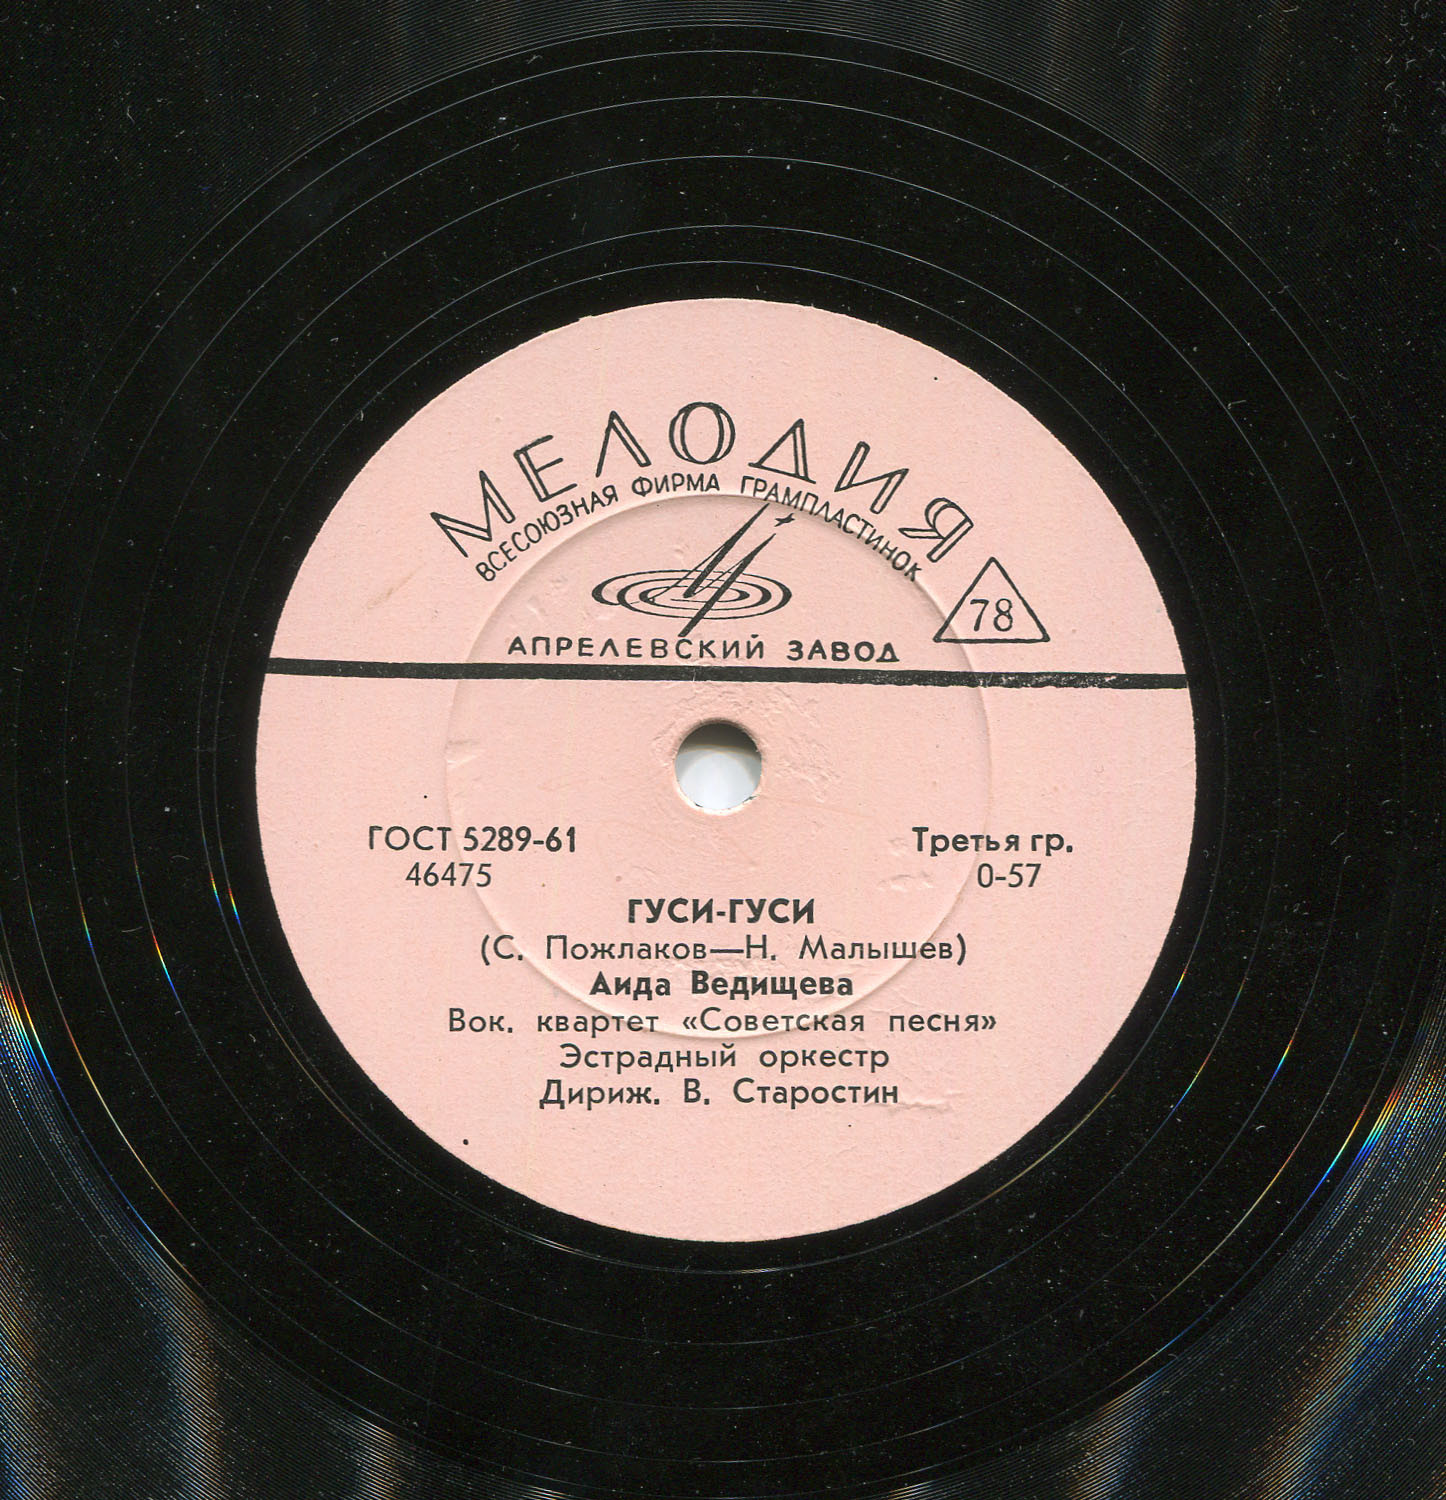 МЕЛОДИЯ
ВСЕСОЮЗНАЯ ФИРМА ГРАМПЛАСТИНОК
78
АПРЕЛЕВСКИЙ ЗАВОД
ГОСТ 5289-61 Третья гр.
46475 0-57
ГУСИ-ГУСИ
(С. Пожлаков—Н. Малышев)
Аида Ведищева
Вок. квартет «Советская песня»
Эстрадный оркестр
Дириж. В. Старостин